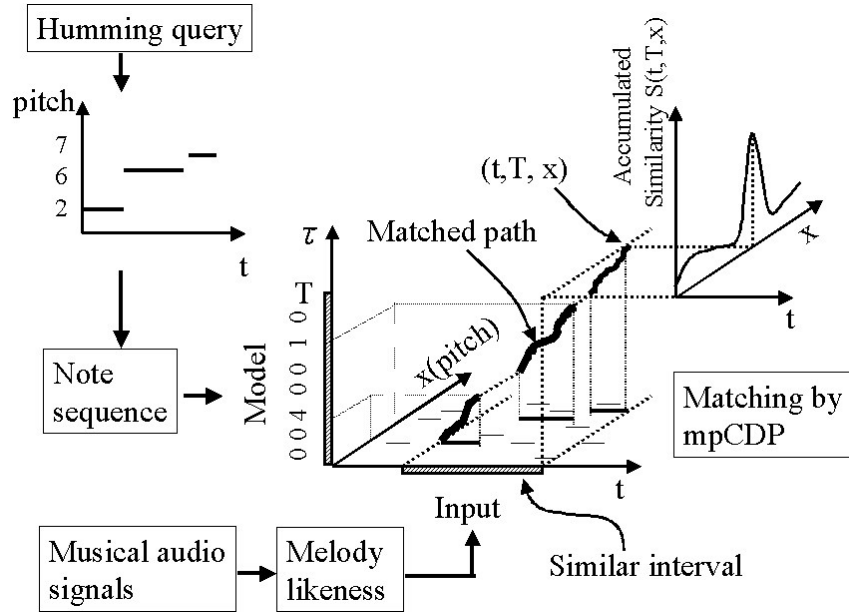 Humming query
pitch
7
6
2
t
Note
sequence
Musical audio
signals
Melody
likeness
Input
Model
0 0 4 0 0 1 0
T
τ
x(pitch)
Matched path
(t,T, x)
t
Similar interval
Accumulated
Similarity S(t,T,x)
x
t
Matching by
mpCDP